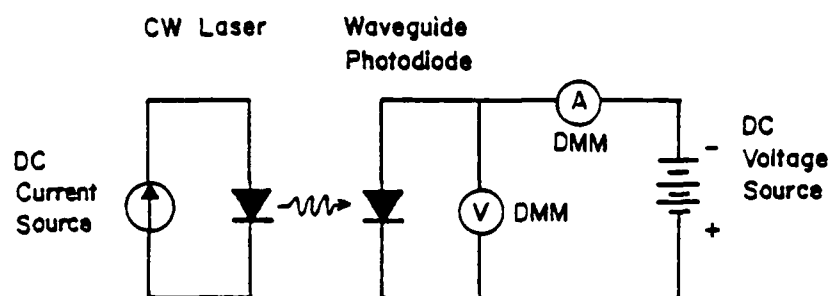 CW Laser
Waveguide
Photodiode
DC
Current
Source
A
DMM
V
DMM
-
+
DC
Voltage
Source